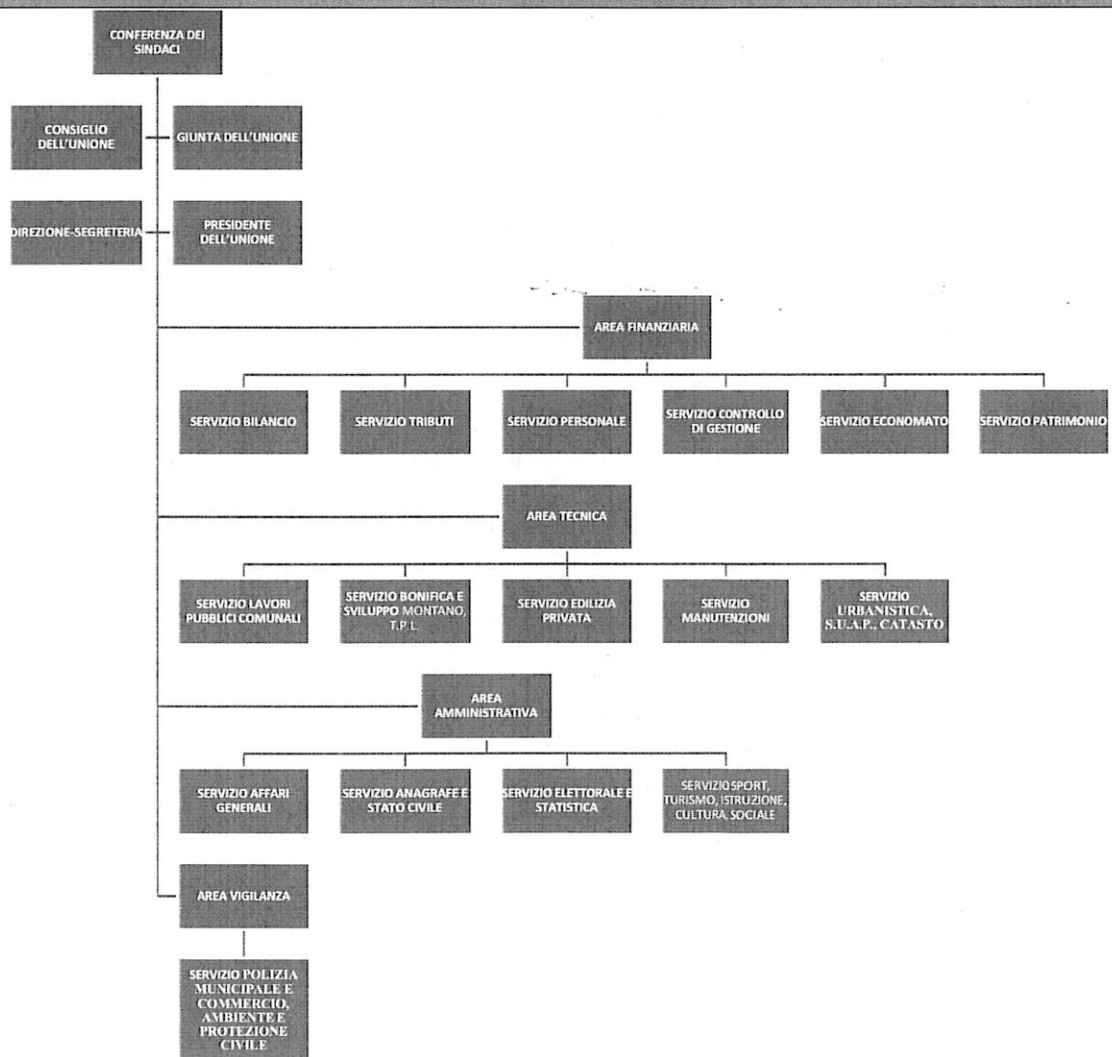 CONFERENZA DEI
SINDACI
CONSIGLIO
DELL'UNIONE
GIUNTA DELL'UNIONE
DIREZIONE-SEGRETERIA
PRESIDENTE
DELL'UNIONE
AREA FINANZIARIA
SERVIZIO BILANCIO
SERVIZIO TRIBUTI
SERVIZIO PERSONALE
SERVIZIO CONTROLLO
DI GESTIONE
SERVIZIO ECONOMATO
SERVIZIO PATRIMONIO
AREA TECNICA
SERVIZIO LAVORI
PUBBLICI COMUNALI
SERVIZIO BONIFICA E
SVILUPPO MONTANO,
T.P.L.
SERVIZIO EDILIZIA
PRIVATA
SERVIZIO
MANUTENZIONI
SERVIZIO
URBANISTICA,
S.U.A.P., CATASTO
AREA
AMMINISTRATIVA
SERVIZIO AFFARI
GENERALI
SERVIZIO ANAGRAFE E
STATO CIVILE
SERVIZIO ELETTORALE E
STATISTICA
SERVIZIO SPORT,
TURISMO, ISTRUZIONE,
CULTURA, SOCIALE
AREA VIGILANZA
SERVIZIO POLIZIA
MUNICIPALE E
COMMERCIO,
AMBIENTE E
PROTEZIONE
CIVILE